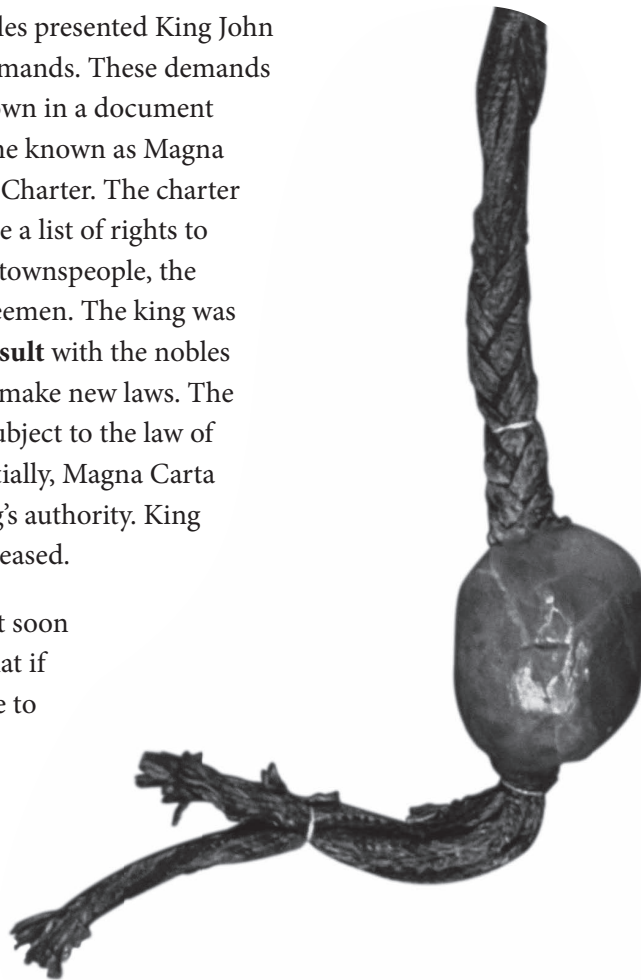 les presented King John
mands. These demands
own in a document
ne known as Magna
Charter. The charter
e a list of rights to
townspeople, the
eemen. The king was
sult with the nobles
make new laws. The
ubject to the law of
tially, Magna Carta
g’s authority. King
eased.
t soon
at if
e to